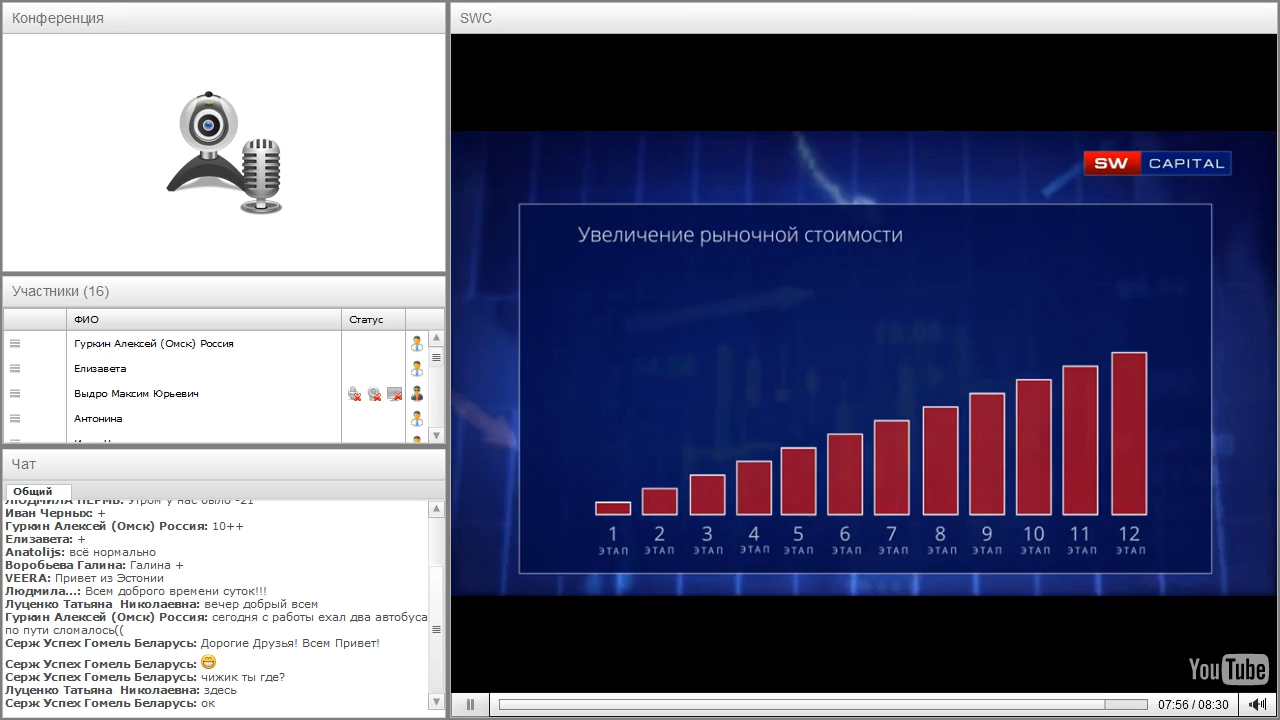 Конференция
SWC
Участники (16)
ФИО Статус
Гуркин Алексей (Омск) Россия
Елизавета
Выдро Максим Юрьевич
Антонина
Чат
Общий
ЛЮДМИЛА ПЕРМЬ: Утром у нас было -21
Иван Черных: +
Гуркин Алексей (Омск) Россия: 10++
Елизавета: +
Anatolijs: всё нормально
Воробьева Галина: Галина +
VEERA: Привет из Эстонии
Людмила...: Всем доброго времени суток!!!
Луценко Татьяна Николаевна: вечер добрый всем
Гуркин Алексей (Омск) Россия: сегодня с работы ехал два автобуса
по пути сломалось((
Серж Успех Гомель Беларусь: Дорогие Друзья! Всем Привет!
Серж Успех Гомель Беларусь:
Серж Успех Гомель Беларусь: чижик ты где?
Луценко Татьяна Николаевна: здесь
Серж Успех Гомель Беларусь: ок
SW CAPITAL
Увеличение рыночной стоимости
1 2 3 4 5 6 7 8 9 10 11 12
ЭТАП ЭТАП ЭТАП ЭТАП ЭТАП ЭТАП ЭТАП ЭТАП ЭТАП ЭТАП ЭТАП ЭТАП
YouTube
07:56 / 08:30